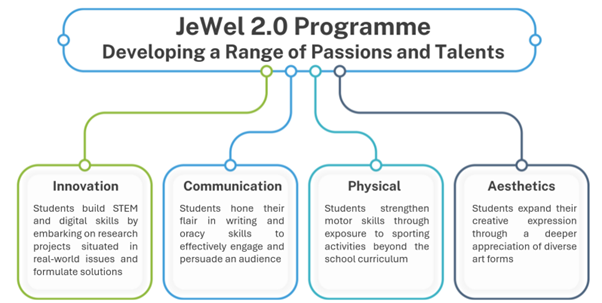 JeWel 2.0 Programme
Developing a Range of Passions and Talents
Innovation
Students build STEM
and digital skills by
embarking on research
projects situated in
real-world issues and
formulate solutions
Communication
Students hone their
flair in writing and
oracy skills to
effectively engage and
persuade an audience
Physical
Students strengthen
motor skills through
exposure to sporting
activities beyond the
school curriculum
Aesthetics
Students expand their
creative expression
through a deeper
appreciation of diverse
art forms